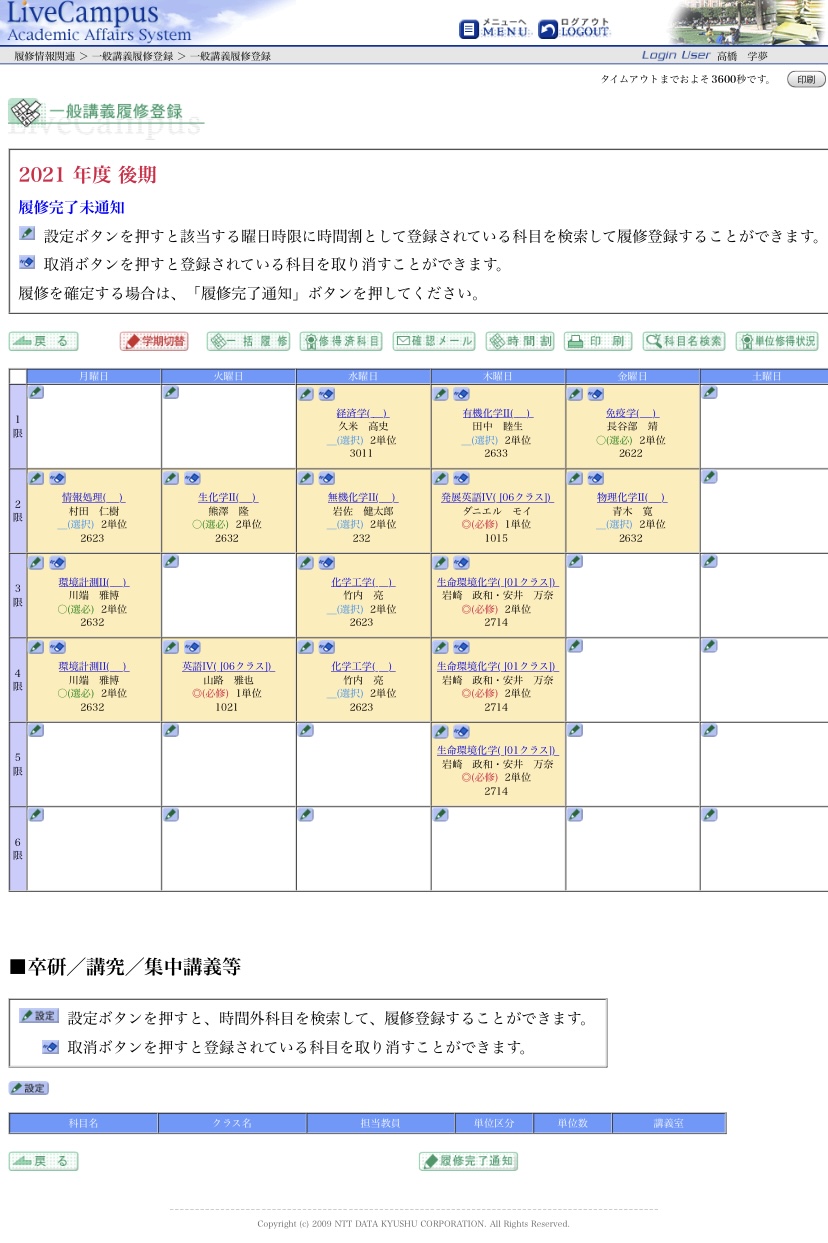 LiveCampus
Academic Affairs System
メニューへ
MENU
ログアウト
LOGOUT
履修情報関連 ＞ 一般講義履修登録 ＞ 一般講義履修登録
Login User 高橋　学夢
タイムアウトまでおよそ3600秒です。
印刷
一般講義履修登録
LiveCampus
2021 年度 後期
履修完了未通知
設定ボタンを押すと該当する曜日時限に時間割として登録されている科目を検索して履修登録することができます。
取消ボタンを押すと登録されている科目を取り消すことができます。
履修を確定する場合は、「履修完了通知」ボタンを押してください。
戻 る 学期切替 一 括 履 修 修得済科目 確認メール 時 間 割 印 刷 科目名検索 単位修得状況
月曜日 火曜日 水曜日 木曜日 金曜日 土曜日
1限
経済学(__) 有機化学II(__) 免疫学(__)
久米　高史 田中　睦生 長谷部　靖
__(選択) 2単位 __(選択) 2単位 ○(選必) 2単位
3011 2633 2622
2限
情報処理(__) 生化学II(__) 無機化学II(__) 発展英語IV( [06クラス]) 物理化学II(__)
村田　仁樹 熊澤　隆 岩佐　健太郎 ダニエル　モイ 青木　寛
__(選択) 2単位 ○(選必) 2単位 __(選択) 2単位 ◎(必修) 1単位 __(選択) 2単位
2623 2632 232 1015 2632
3限
環境計測II(__) 化学工学(__) 生命環境化学( [01クラス])
川端　雅博 竹内　亮 岩崎　政和・安井　万奈
○(選必) 2単位 __(選択) 2単位 ◎(必修) 2単位
2632 2623 2714
4限
環境計測II(__) 英語IV( [06クラス]) 化学工学(__) 生命環境化学( [01クラス])
川端　雅博 山路　雅也 竹内　亮 岩崎　政和・安井　万奈
○(選必) 2単位 ◎(必修) 1単位 __(選択) 2単位 ◎(必修) 2単位
2632 1021 2623 2714
5限
生命環境化学( [01クラス])
岩崎　政和・安井　万奈
◎(必修) 2単位
2714
6限
■卒研／講究／集中講義等
設定 設定ボタンを押すと、時間外科目を検索して、履修登録することができます。
取消ボタンを押すと登録されている科目を取り消すことができます。
設定
科目名 クラス名 担当教員 単位区分 単位数 講義室
戻 る 履修完了通知
Copyright (c) 2009 NTT DATA KYUSHU CORPORATION. All Rights Reserved.